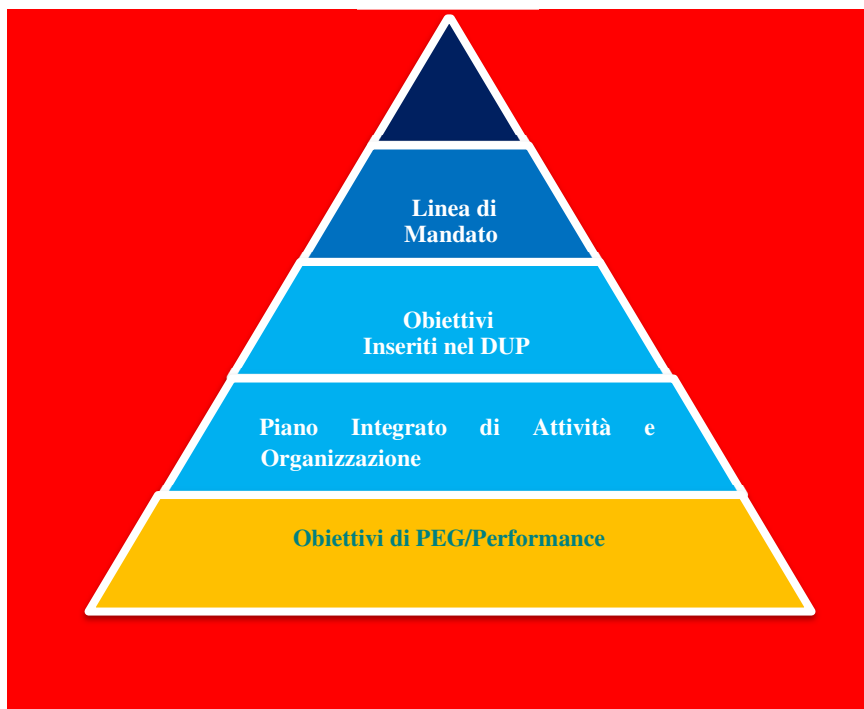 Linea di
Mandato
Obiettivi
Inseriti nel DUP
Piano Integrato di Attività e
Organizzazione
Obiettivi di PEG/Performance